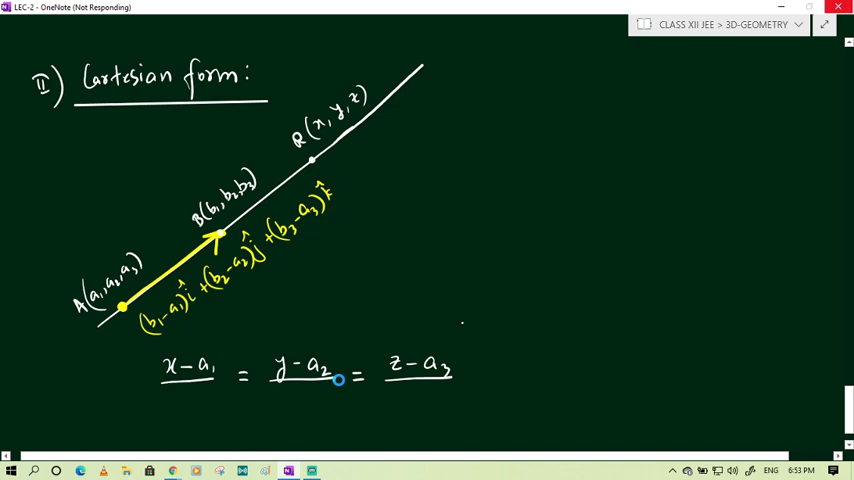 LEC-2 - OneNote (Not Responding)
CLASS XII JEE > 3D-GEOMETRY
II) Cartesian form:
R(x, y, z)
B(b1, b2, b3)
A(a1, a2, a3)
(b1-a1)î + (b2-a2)ĵ + (b3-a3)k̂
x-a1 = y-a2 = z-a3
ENG 6:53 PM